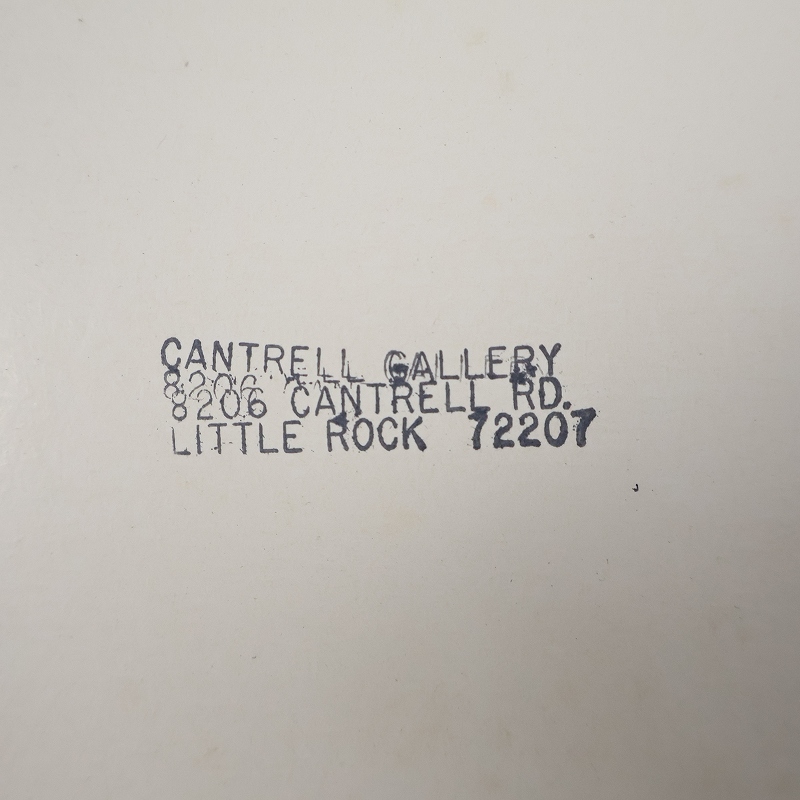 CANTRELL GALLERY
8206 CANTRELL RD.
LITTLE ROCK 72207